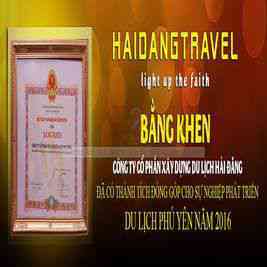 HAIDANGTRAVEL
light up the faith
BẰNG KHEN
CÔNG TY CỔ PHẦN XÂY DỰNG DU LỊCH HẢI ĐĂNG
ĐÃ CÓ THÀNH TÍCH ĐÓNG GÓP CHO SỰ NGHIỆP PHÁT TRIỂN
DU LỊCH PHÚ YÊN NĂM 2016